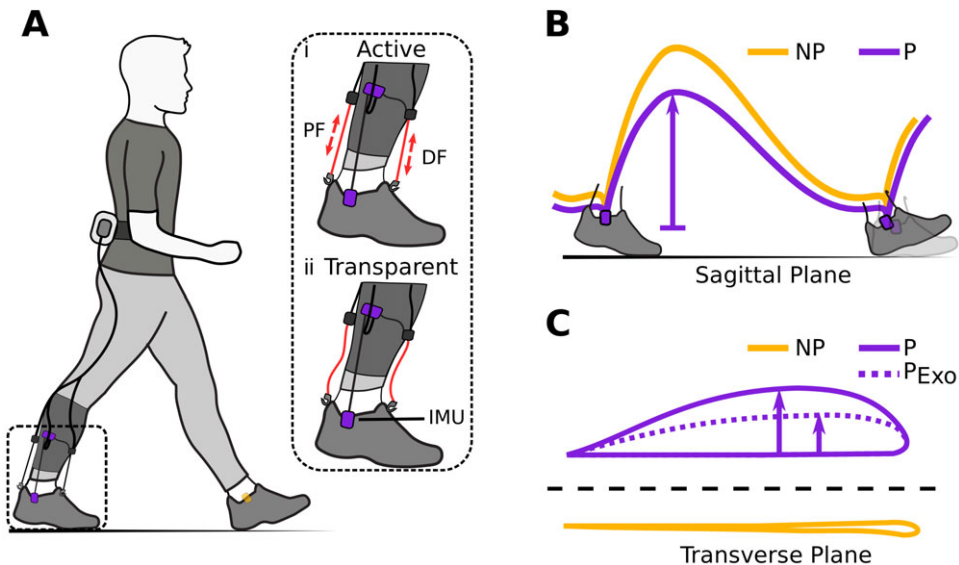 A
i Active
PF
DF
ii Transparent
IMU
B
NP P
Sagittal Plane
C
NP P
PExo
Transverse Plane